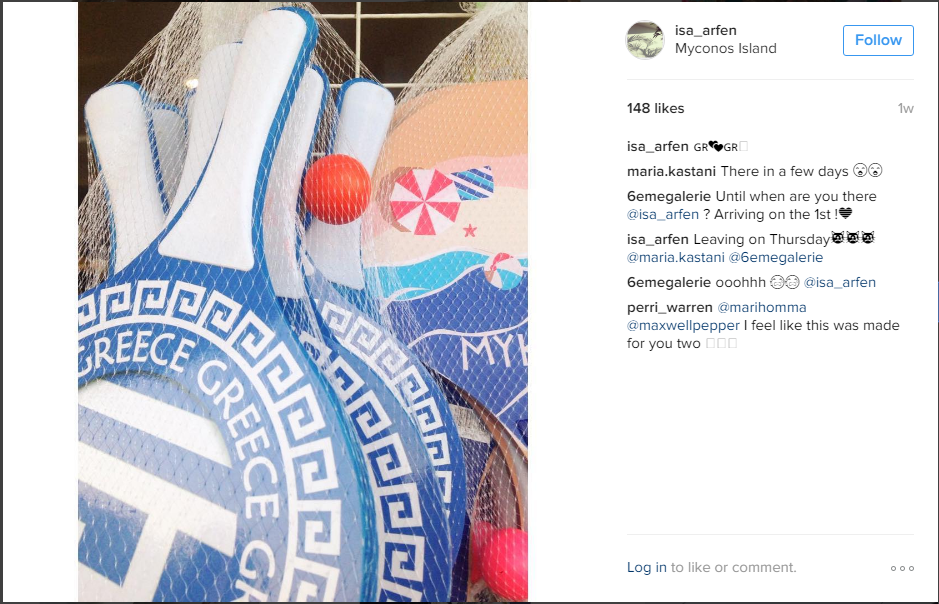 GREECE GREECE
MYK
isa_arfen
Myconos Island
Follow
148 likes
1w
isa_arfen GR💕GR
maria.kastani There in a few days 😲😲
6emegalerie Until when are you there
@isa_arfen ? Arriving on the 1st !♥
isa_arfen Leaving on Thursday😿😿😿
@maria.kastani @6emegalerie
6emegalerie ooohhh 😂😂 @isa_arfen
perri_warren @marihomma
@maxwellpepper I feel like this was made
for you two
Log in to like or comment.